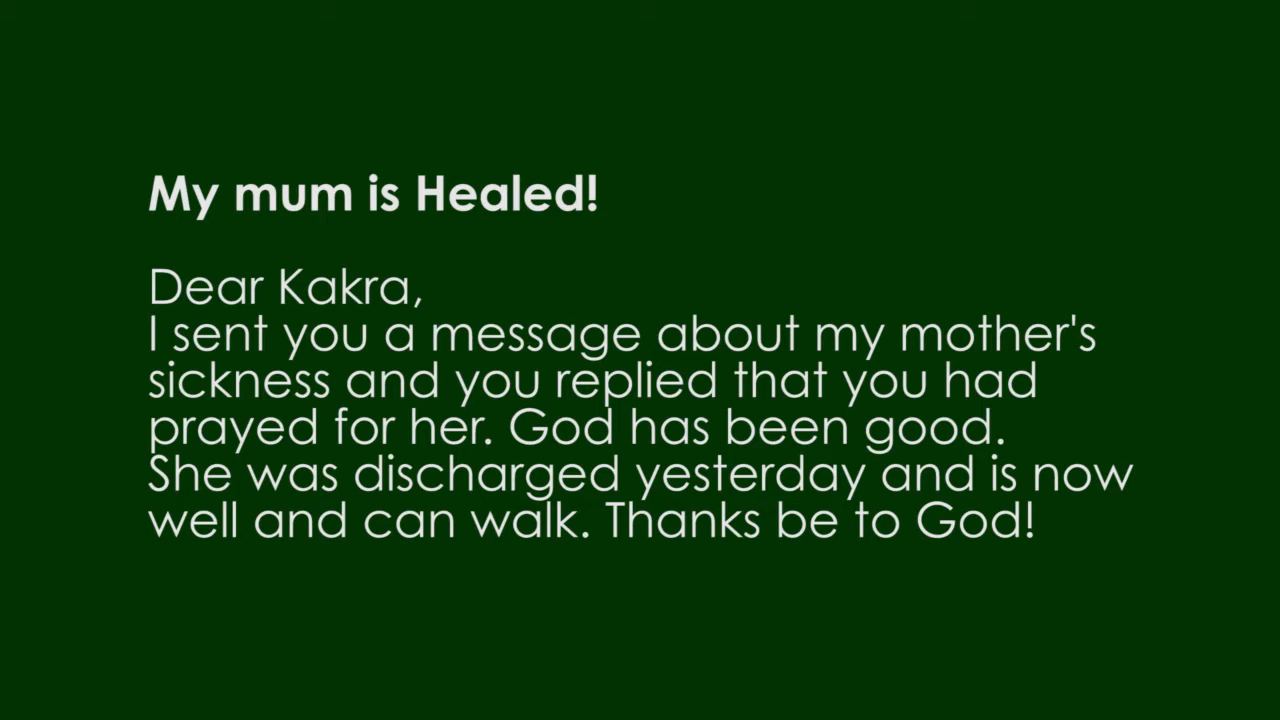 My mum is Healed!
Dear Kakra,
I sent you a message about my mother's
sickness and you replied that you had
prayed for her. God has been good.
She was discharged yesterday and is now
well and can walk. Thanks be to God!